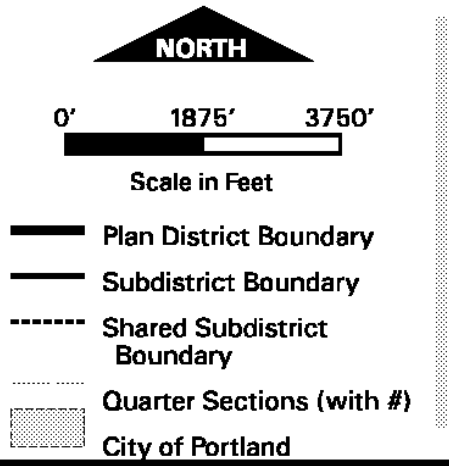 NORTH
0' 1875' 3750'
Scale in Feet
Plan District Boundary
Subdistrict Boundary
Shared Subdistrict
Boundary
Quarter Sections (with #)
City of Portland